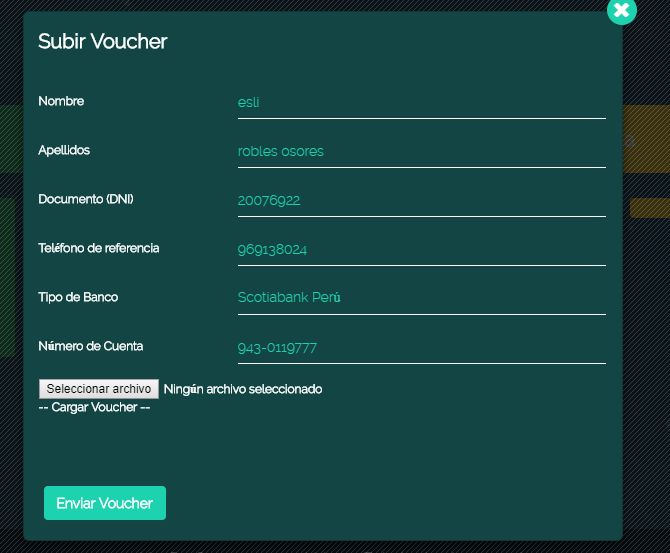 Subir Voucher
Nombre esli
Apellidos robles osores
Documento (DNI) 20076922
Teléfono de referencia 969138024
Tipo de Banco Scotiabank Perú
Número de Cuenta 943-0119777
Seleccionar archivo Ningún archivo seleccionado
-- Cargar Voucher --
Enviar Voucher